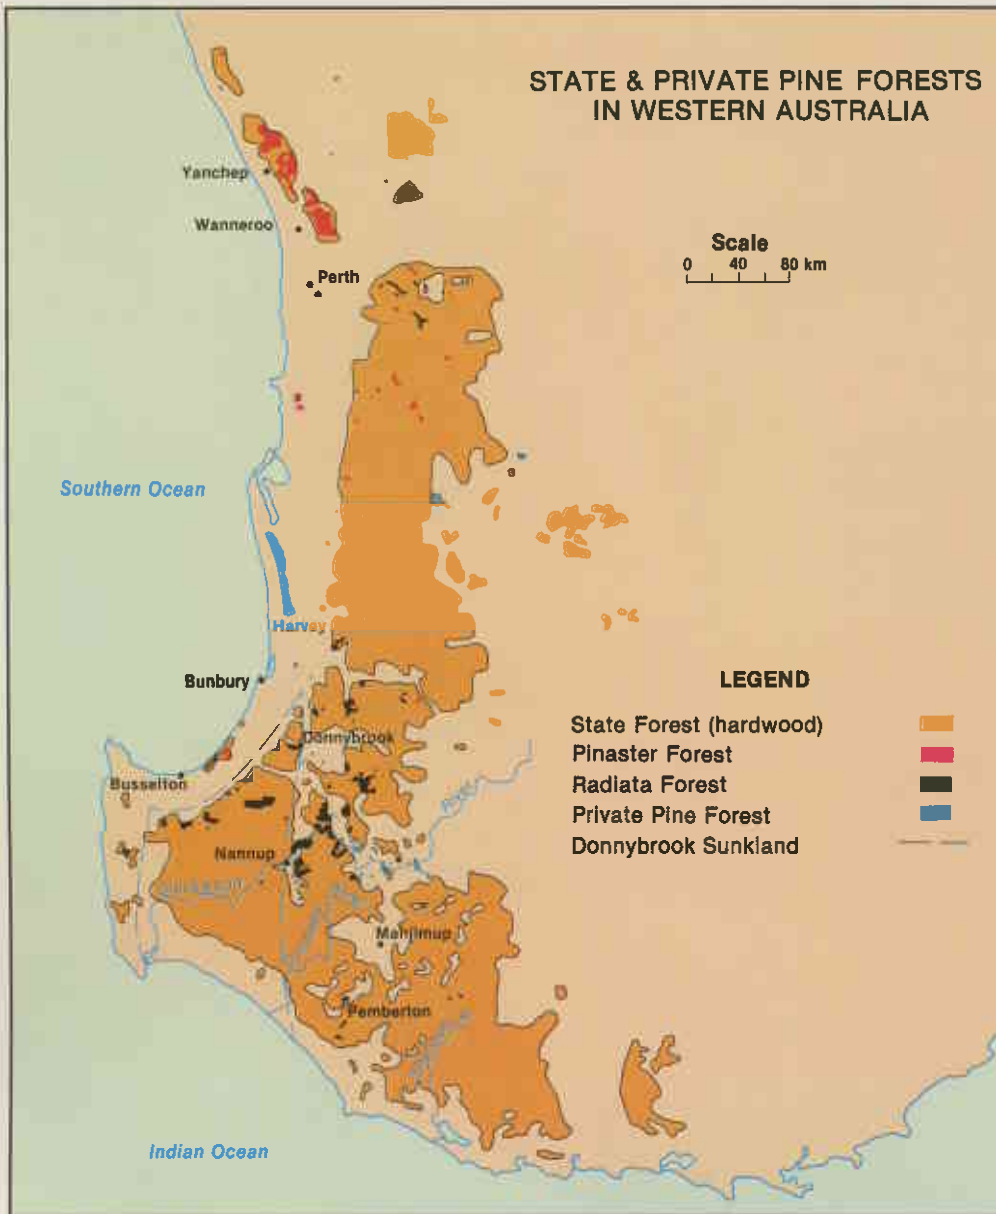 STATE & PRIVATE PINE FORESTS
IN WESTERN AUSTRALIA
Yanchep
Wanneroo
Scale
0 40 80 km
Perth
Southern Ocean
Harvey
Bunbury
LEGEND
State Forest (hardwood)
Donnybrook
Pinaster Forest
Busselton
Radiata Forest
Private Pine Forest
Donnybrook Sunkland
Nannup
Manjimup
Pemberton
Indian Ocean